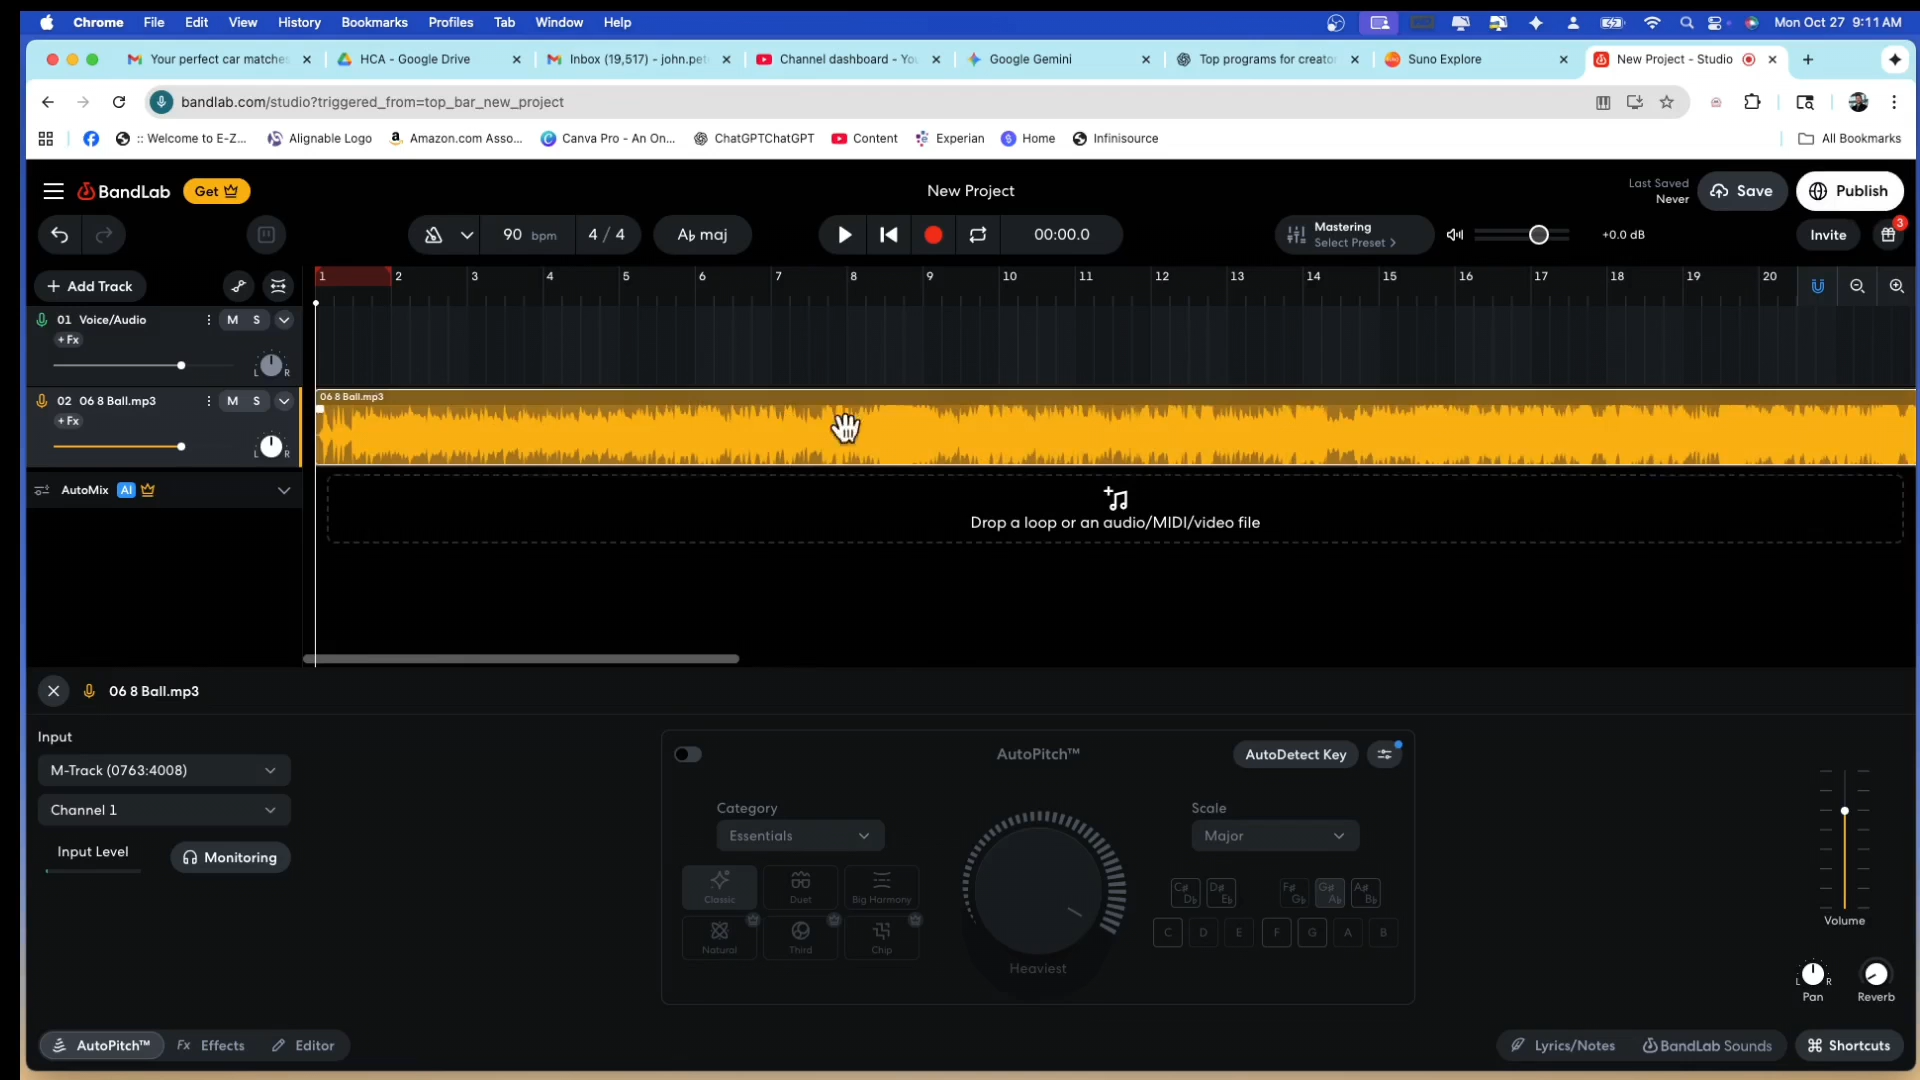 Chrome File Edit View History Bookmarks Profiles Tab Window Help Mon Oct 27 9:11 AM
Your perfect car matche HCA - Google Drive Inbox (19,517) - john.pet Channel dashboard - Yo Google Gemini Top programs for creator Suno Explore New Project - Studio
bandlab.com/studio?triggered_from=top_bar_new_project
:: Welcome to E-Z... Alignable Logo Amazon.com Asso... Canva Pro - An On... ChatGPTChatGPT Content Experian Home Infinisource All Bookmarks
BandLab Get New Project Last Saved Never Save Publish
90 bpm 4 / 4 A♭ maj 00:00.0 Mastering Select Preset > +0.0 dB Invite 3
+ Add Track 1 2 3 4 5 6 7 8 9 10 11 12 13 14 15 16 17 18 19 20
01 Voice/Audio M S
+ Fx
L R
06 8 Ball.mp3
02 06 8 Ball.mp3 M S
+ Fx
L R
AutoMix AI
Drop a loop or an audio/MIDI/video file
06 8 Ball.mp3
Input
AutoPitch™ AutoDetect Key
M-Track (0763:4008)
Channel 1
Category Scale
Essentials Major
Input Level Monitoring
Classic Duet Big Harmony
C# D♭ D# E♭ F# G♭ G# A♭ A# B♭
Natural Third Chip
C D E F G A B
Heaviest
Volume
L R
Pan Reverb
AutoPitch™ Fx Effects Editor Lyrics/Notes BandLab Sounds ⌘ Shortcuts